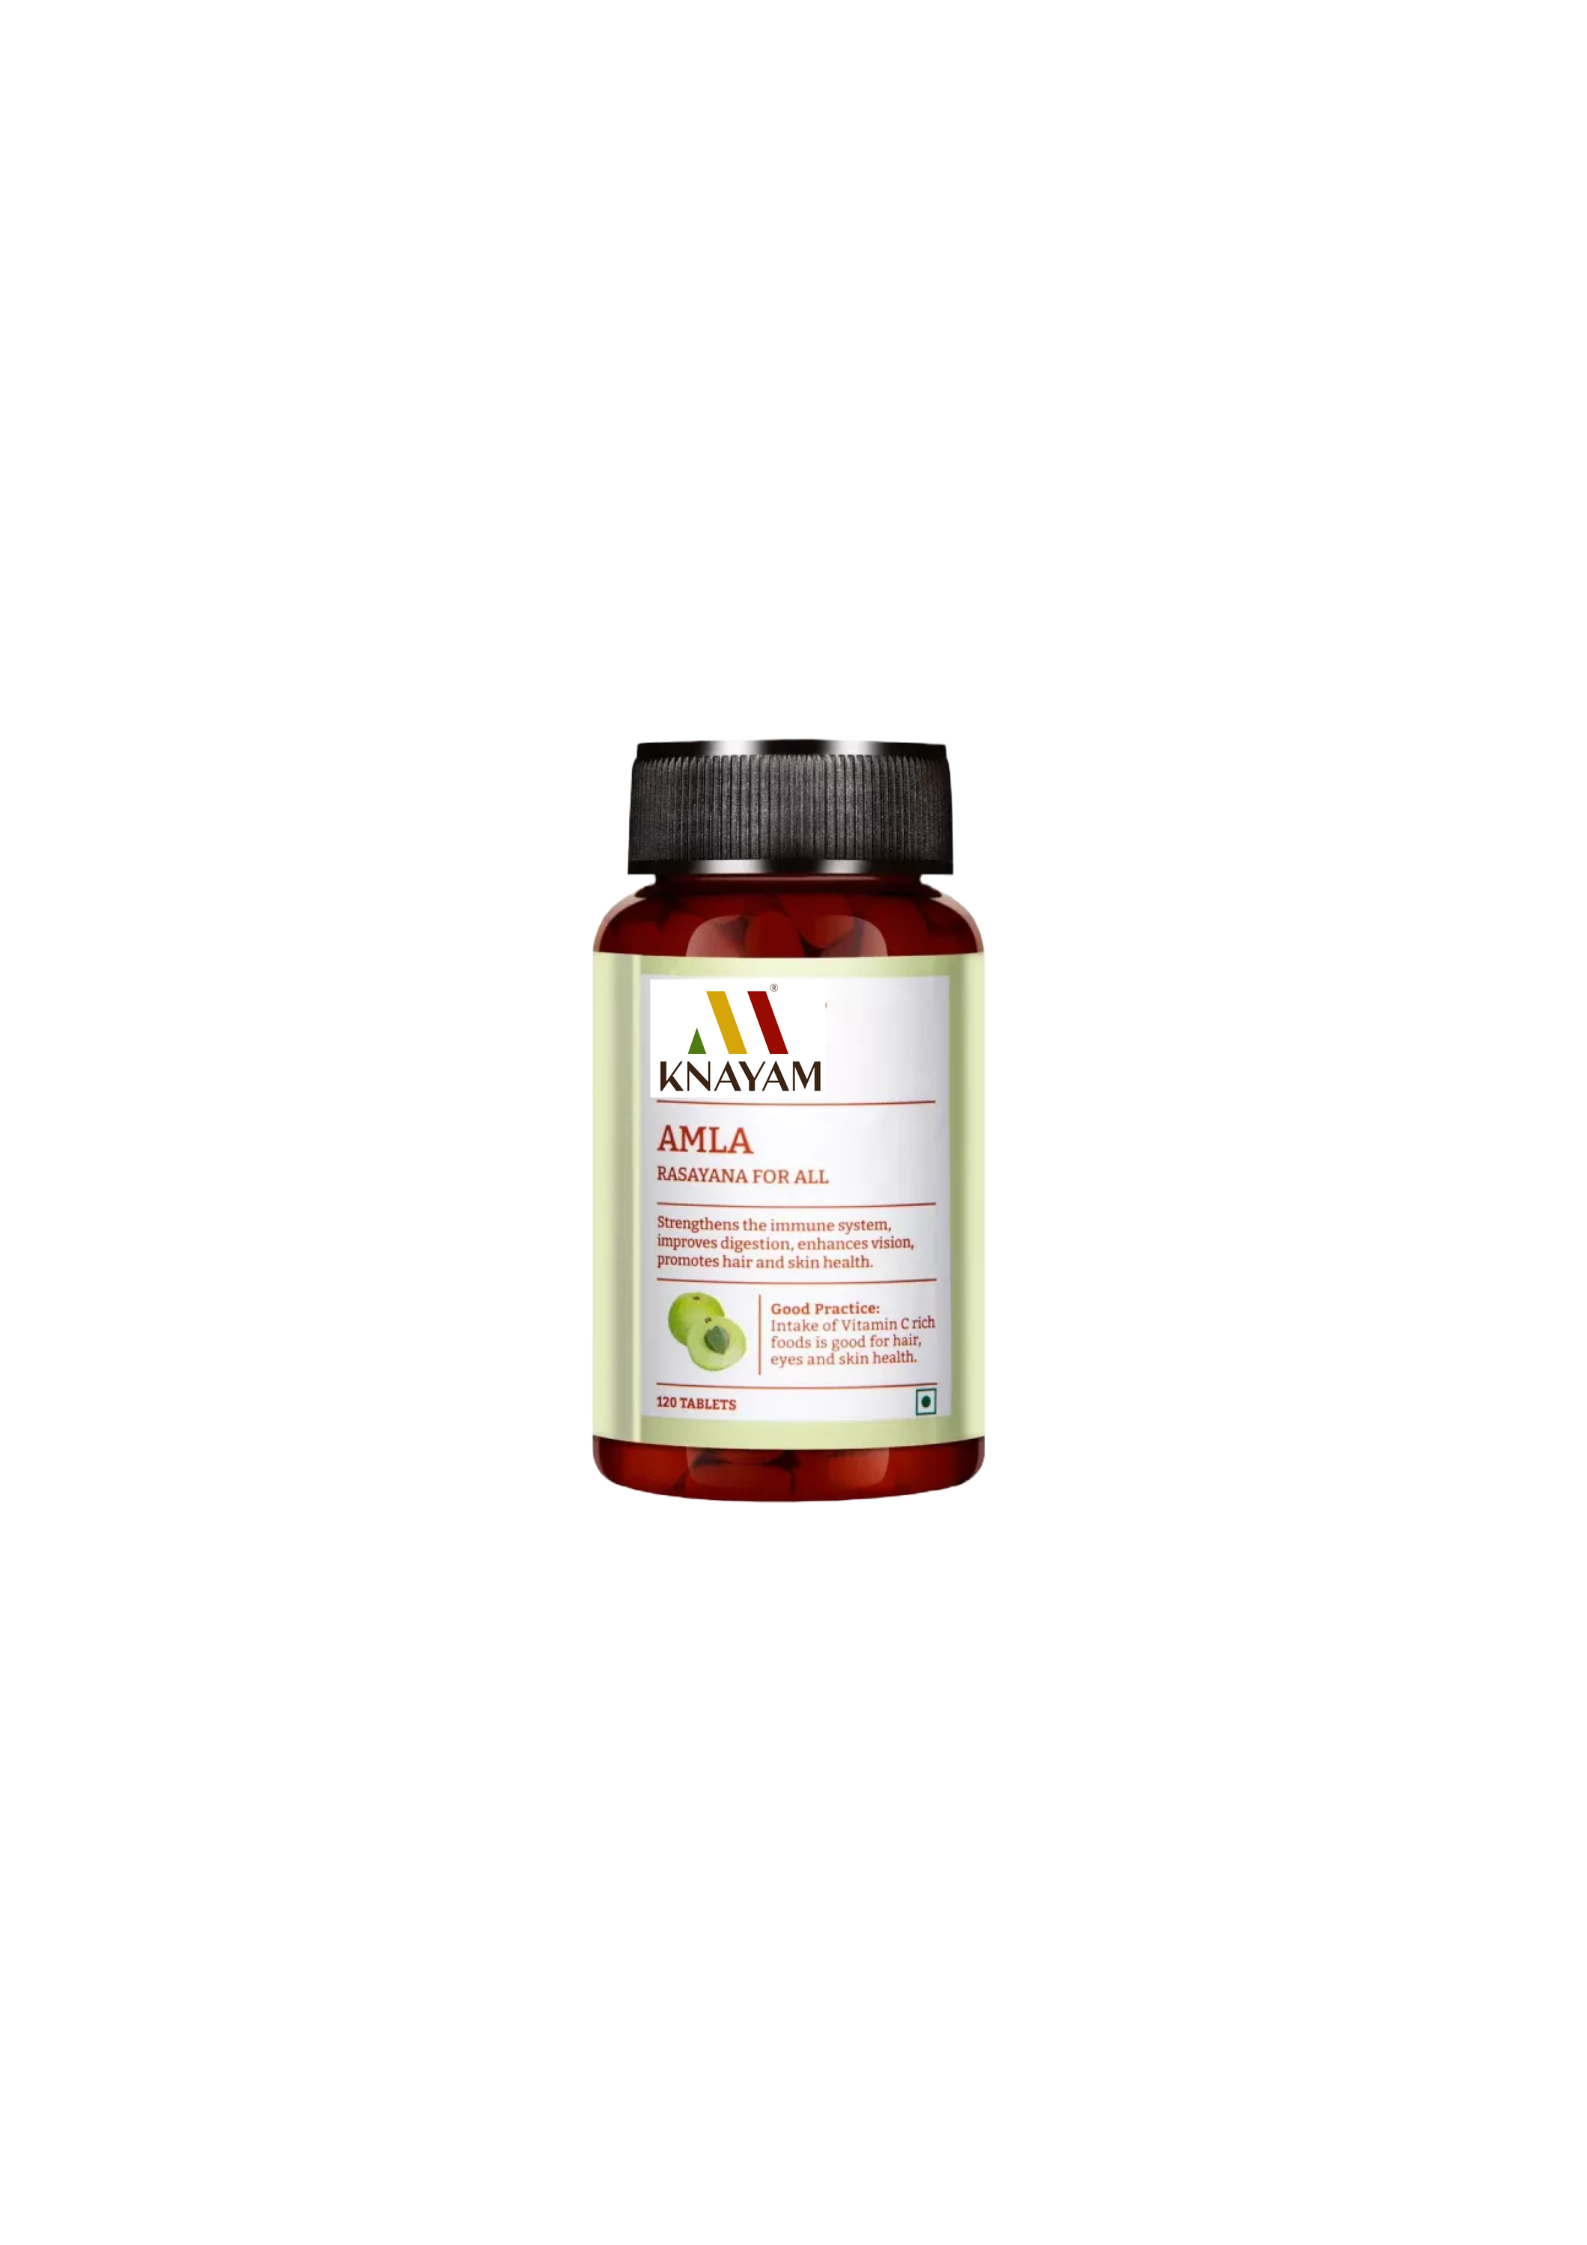 ®
KNAYAM
AMLA
RASAYANA FOR ALL
Strengthens the immune system,
improves digestion, enhances vision,
promotes hair and skin health.
Good Practice:
Intake of Vitamin C rich
foods is good for hair,
eyes and skin health.
120 TABLETS